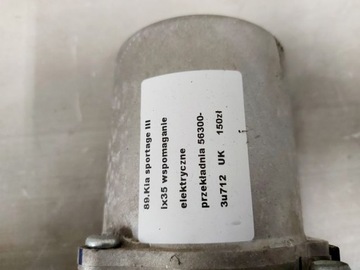 89.Kia sportage III
ix35 wspomaganie
elektryczne
przekładnia 56300-
3u712 UK 150zł